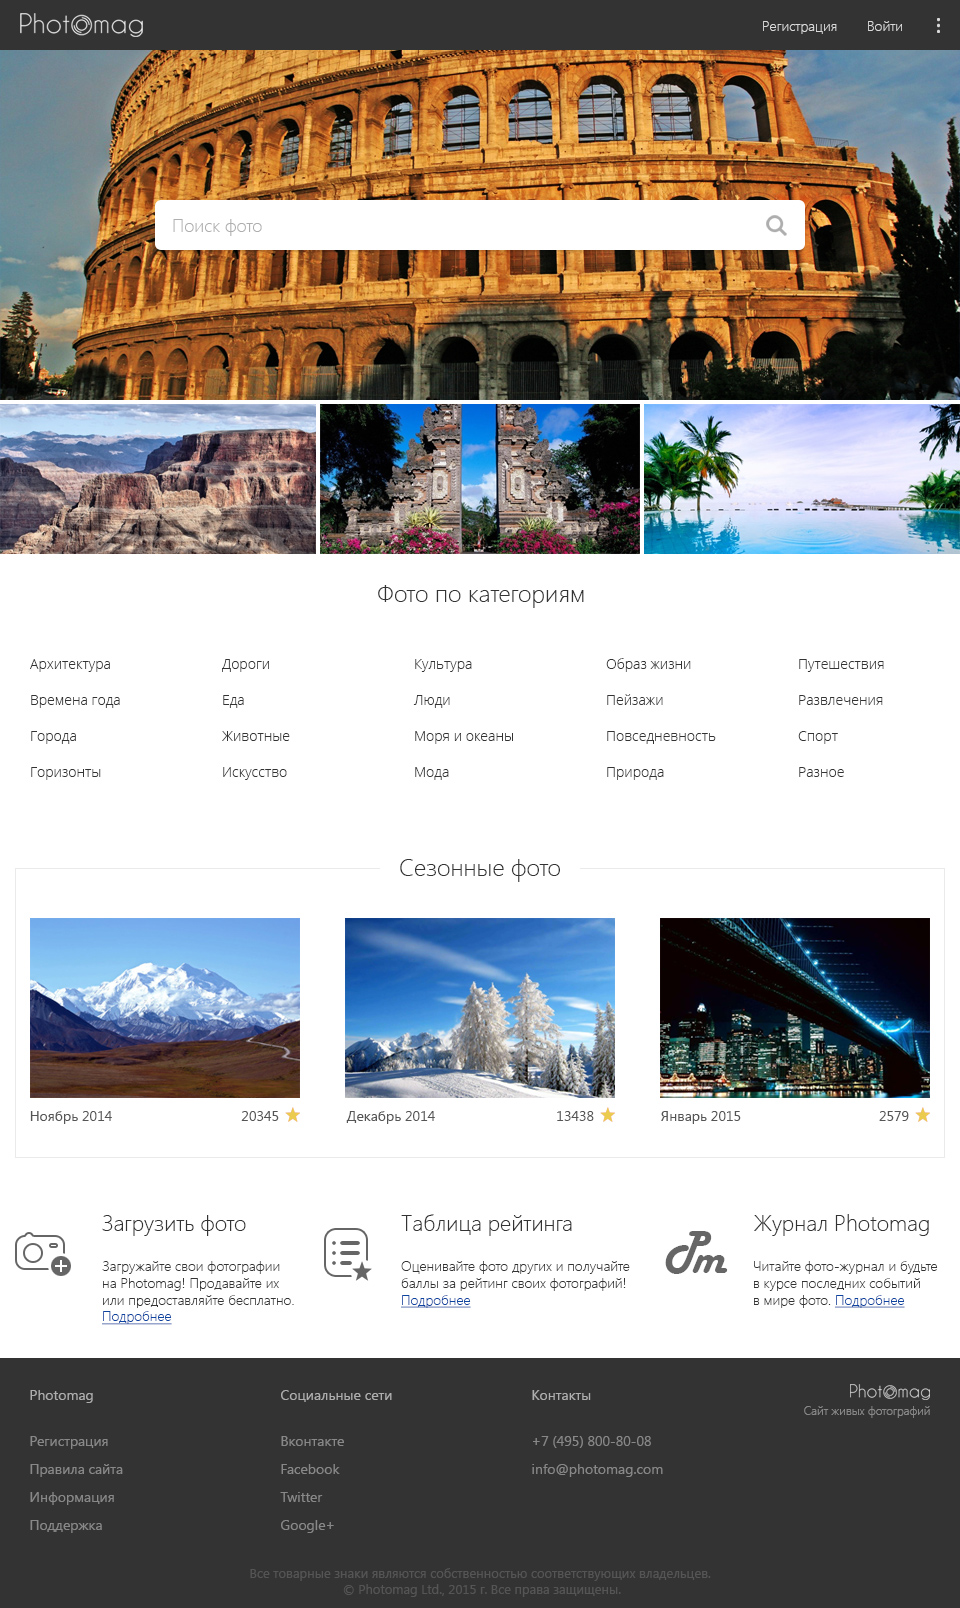 Photomag
Регистрация
Войти
Поиск фото
Фото по категориям
Архитектура Дороги Культура Образ жизни Путешествия
Времена года Еда Люди Пейзажи Развлечения
Города Животные Моря и океаны Повседневность Спорт
Горизонты Искусство Мода Природа Разное
Сезонные фото
Ноябрь 2014 20345
Декабрь 2014 13438
Январь 2015 2579
Загрузить фото
Загружайте свои фотографии
на Photomag! Продавайте их
или предоставляйте бесплатно.
Подробнее
Таблица рейтинга
Оценивайте фото других и получайте
баллы за рейтинг своих фотографий!
Подробнее
Pm
Журнал Photomag
Читайте фото-журнал и будьте
в курсе последних событий
в мире фото. Подробнее
Photomag
Регистрация
Правила сайта
Информация
Поддержка
Социальные сети
Вконтакте
Facebook
Twitter
Google+
Контакты
+7 (495) 800-80-08
info@photomag.com
Photomag
Сайт живых фотографий
Все товарные знаки являются собственностью соответствующих владельцев.
© Photomag Ltd., 2015 г. Все права защищены.